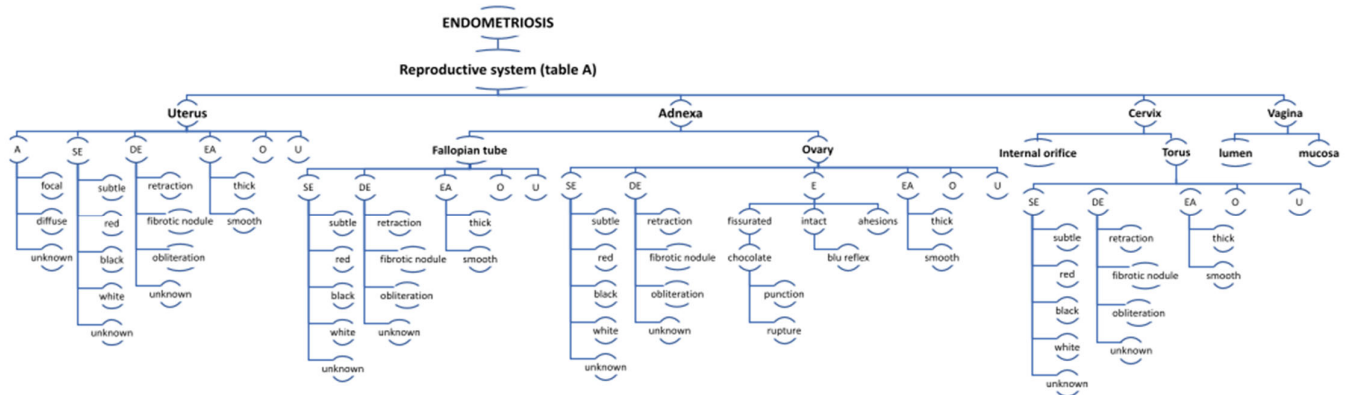 ENDOMETRIOSIS
Reproductive system (table A)
Uterus
Adnexa
Cervix
Vagina
A
SE
DE
EA
O
U
focal
diffuse
unknown
subtle
red
black
white
unknown
retraction
fibrotic nodule
obliteration
unknown
thick
smooth
Fallopian tube
SE
DE
EA
O
U
subtle
red
black
white
unknown
retraction
fibrotic nodule
obliteration
unknown
thick
smooth
Ovary
SE
DE
E
EA
O
U
subtle
red
black
white
unknown
retraction
fibrotic nodule
obliteration
unknown
fissurated
chocolate
punction
rupture
intact
blu reflex
ahesions
thick
smooth
Internal orifice
Torus
SE
DE
EA
O
U
subtle
red
black
white
unknown
retraction
fibrotic nodule
obliteration
unknown
thick
smooth
lumen
mucosa